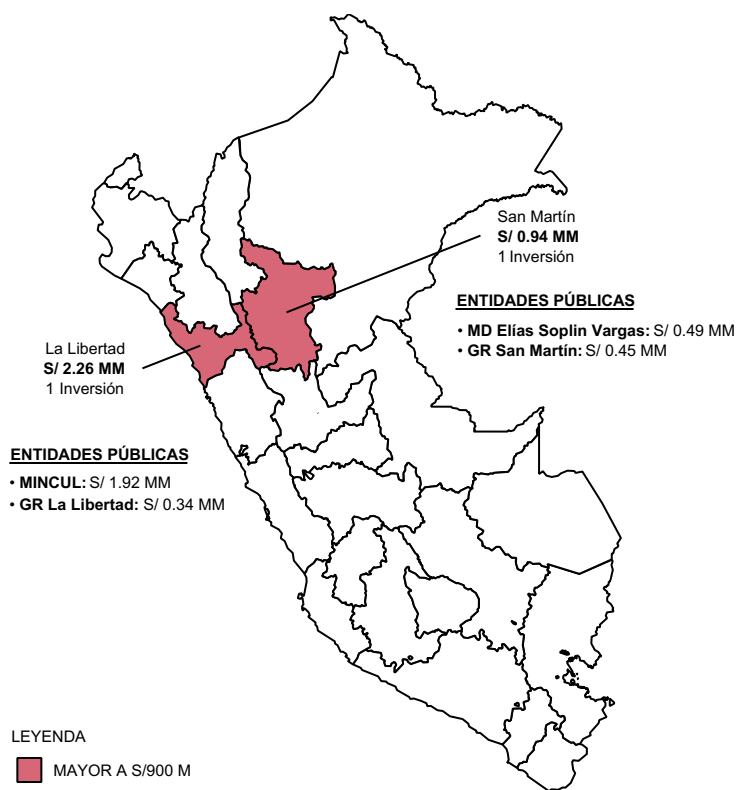 San Martín
S/ 0.94 MM
1 Inversión
ENTIDADES PÚBLICAS
• MD Elías Soplin Vargas: S/ 0.49 MM
• GR San Martín: S/ 0.45 MM
La Libertad
S/ 2.26 MM
1 Inversión
ENTIDADES PÚBLICAS
• MINCUL: S/ 1.92 MM
• GR La Libertad: S/ 0.34 MM
LEYENDA
MAYOR A S/900 M